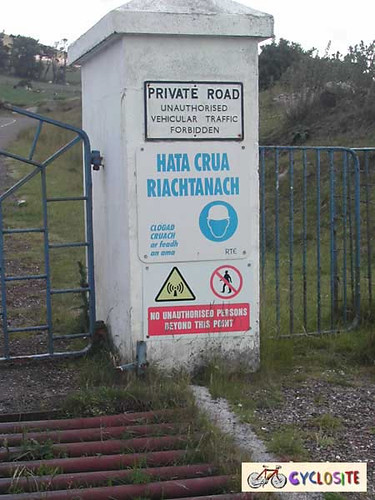 PRIVATE ROAD
UNAUTHORISED
VEHICULAR TRAFFIC
FORBIDDEN
HATA CRUA
RIACHTANACH
CLOGAD
CRUACH
ar feadh
an ama
RTÉ
NO UNAUTHORISED PERSONS
BEYOND THIS POINT
CYCLOSITE